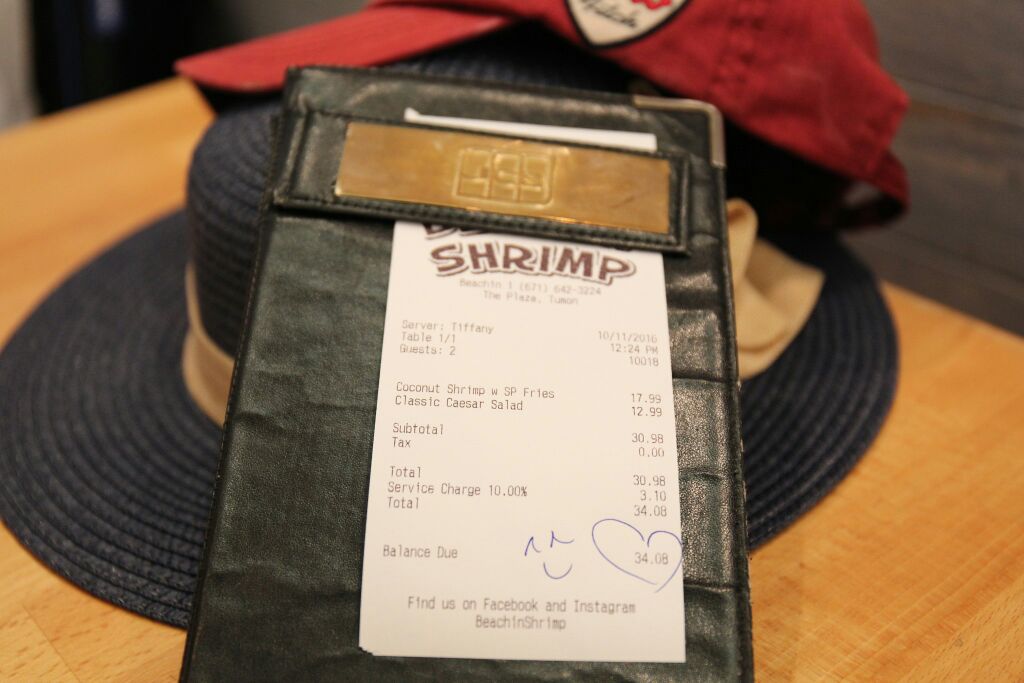 SHRIMP
Beachin 1 (671) 642-3224
The Plaza, Tumon
Server: Tiffany 10/11/2016
Table 1/1 12:24 PM
Guests: 2 10018
Coconut Shrimp w SP Fries 17.99
Classic Caesar Salad 12.99
Subtotal 30.98
Tax 0.00
Total 30.98
Service Charge 10.00% 3.10
Total 34.08
Balance Due 34.08
Find us on Facebook and Instagram
BeachinShrimp